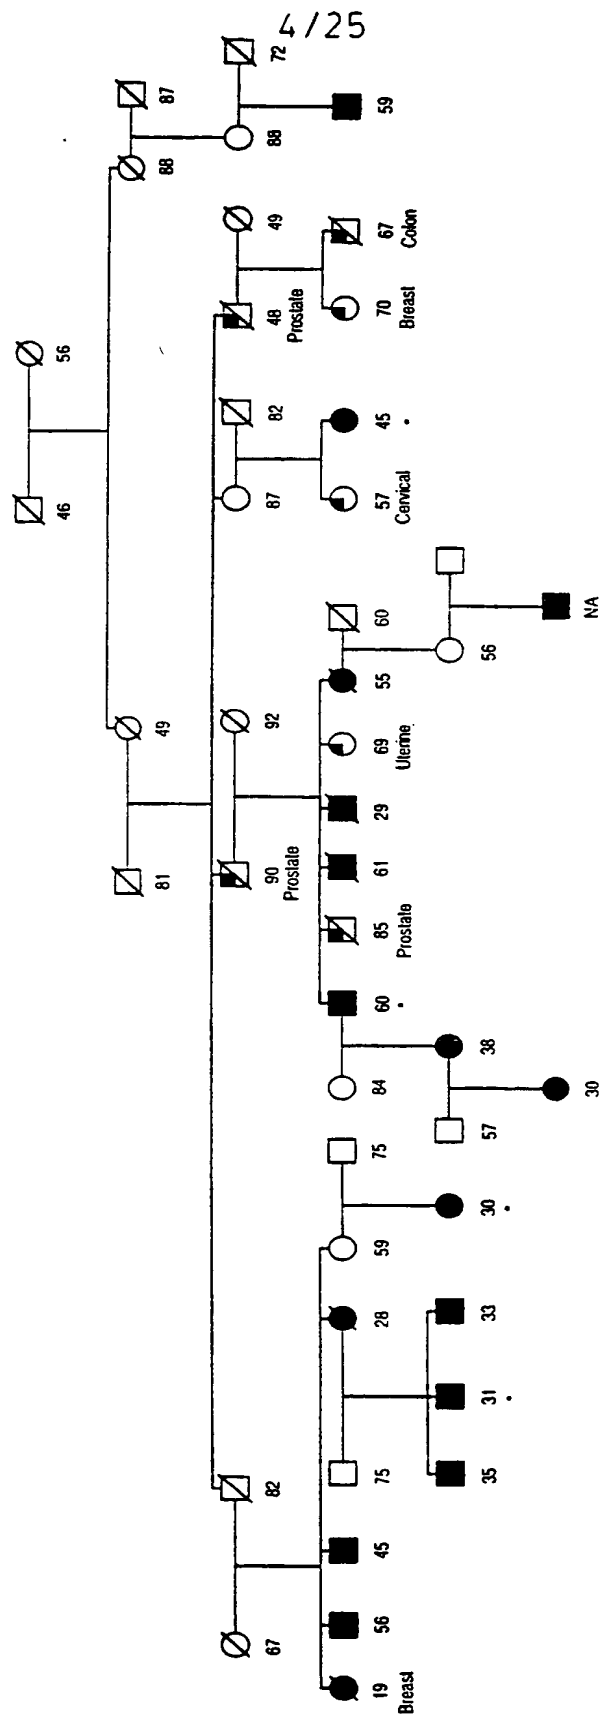 4/25
46 56
81 49 88 87
67 82 90 92 87 82 48 49 88 72
Prostate Prostate
19 56 45 75 28 59 75 84 60 85 61 29 69 55 60 57 45 70 67 59
Breast Prostate Uterine Cervical Breast Colon
35 31 33 30 57 38 56
30 NA